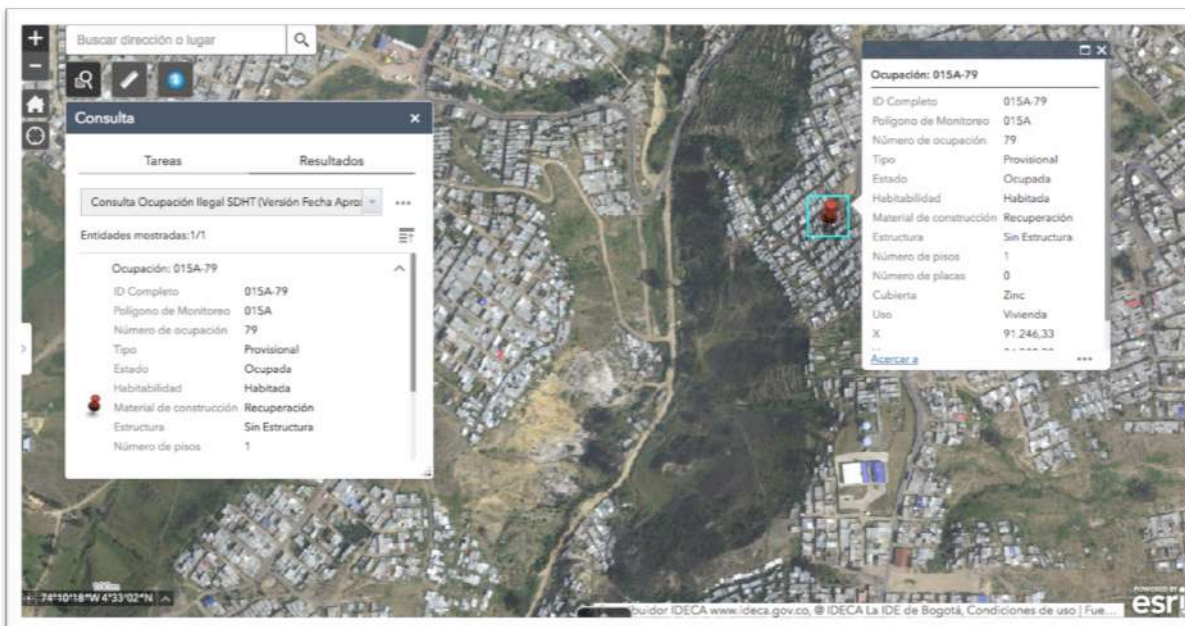 Buscar dirección o lugar
Consulta
Tareas Resultados
Consulta Ocupación Ilegal SDHT (Versión Fecha Apro
Entidades mostradas:1/1
Ocupación: 015A-79
ID Completo 015A-79
Polígono de Monitoreo 015A
Número de ocupación 79
Tipo Provisional
Estado Ocupada
Habitabilidad Habitada
Material de construcción Recuperación
Estructura Sin Estructura
Número de pisos 1
Ocupación: 015A-79
ID Completo 015A-79
Polígono de Monitoreo 015A
Número de ocupación 79
Tipo Provisional
Estado Ocupada
Habitabilidad Habitada
Material de construcción Recuperación
Estructura Sin Estructura
Número de pisos 1
Número de placas 0
Cubierta Zinc
Uso Vivienda
X 91.246,33
Acercar a
74°10'18"W 4°33'02"N
buidor IDECA www.ideca.gov.co, @ IDECA La IDE de Bogotá, Condiciones de uso | Fue...
POWERED BY
esri